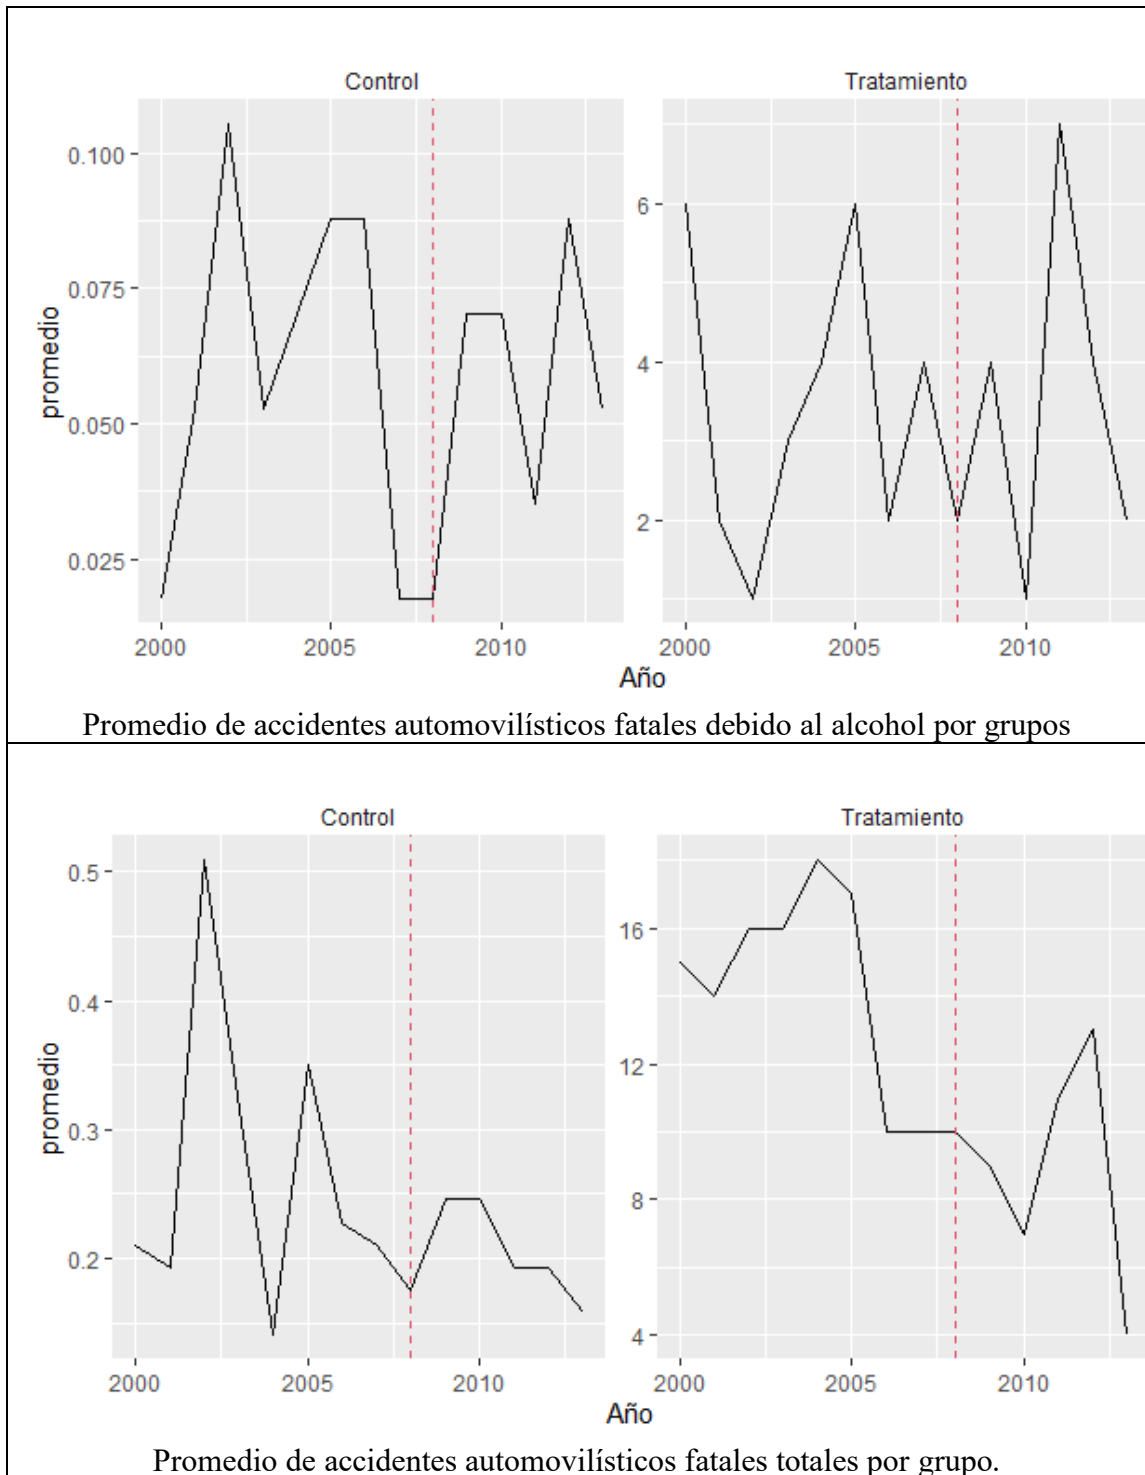 Control
Tratamiento
promedio
0.100
0.075
0.050
0.025
6
4
2
2000
2005
2010
2000
2005
2010
Año
Promedio de accidentes automovilísticos fatales debido al alcohol por grupos
Control
Tratamiento
promedio
0.5
0.4
0.3
0.2
16
12
8
4
2000
2005
2010
2000
2005
2010
Año
Promedio de accidentes automovilísticos fatales totales por grupo.